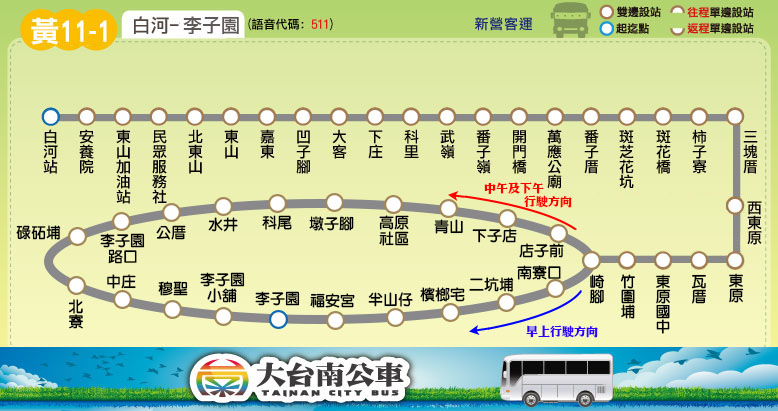 黃11-1
白河-李子園
(語音代碼: 511)
新營客運
雙邊設站
起迄點
往程單邊設站
返程單邊設站
白河站
安養院
東山加油站
民眾服務社
北東山
東山
嘉東
凹子腳
大客
下庄
科里
武嶺
番子嶺
開門橋
萬應公廟
番子厝
斑芝花坑
斑花橋
柿子寮
三塊厝
西東原
東原
瓦厝
東原國中
竹圍埔
崎腳
中午及下午
行駛方向
店子前
下子店
青山
高原
社區
墩子腳
科尾
水井
公厝
李子園
路口
碌砳埔
北寮
中庄
穆聖
李子園
小舖
李子園
福安宮
半山仔
檳榔宅
二坑埔
南寮口
早上行駛方向
大台南公車
TAINAN CITY BUS